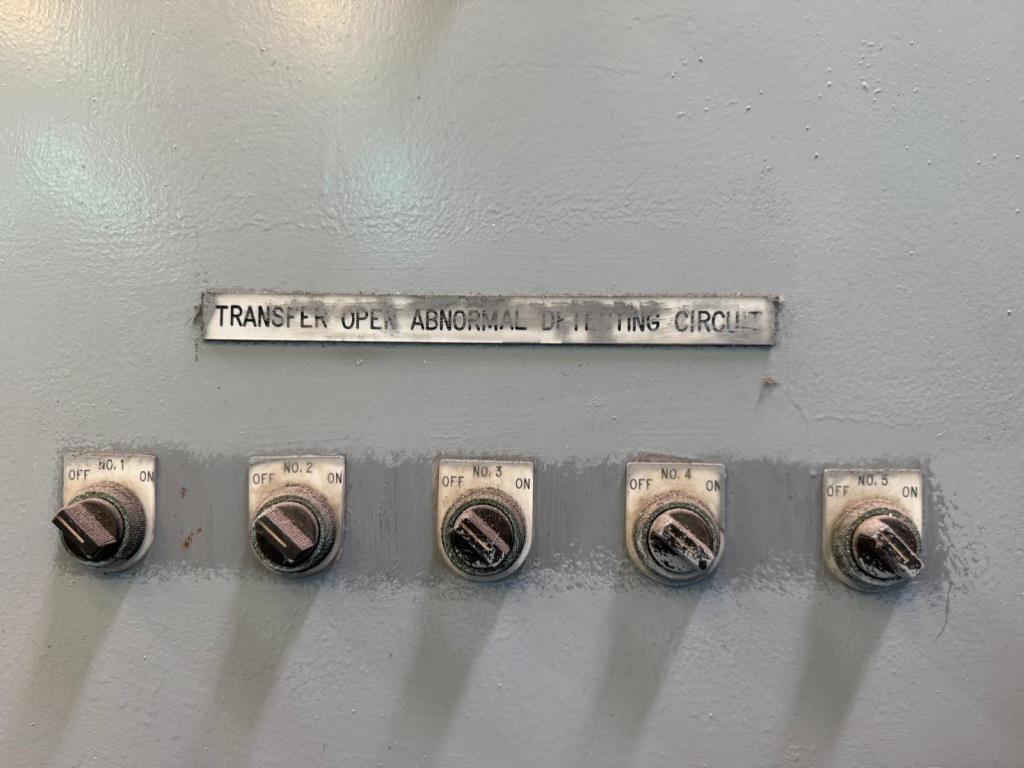 TRANSFER OPEN ABNORMAL DETECTING CIRCUIT
NO.1
OFF ON
NO.2
OFF ON
NO.3
OFF ON
NO.4
OFF ON
NO.5
OFF ON